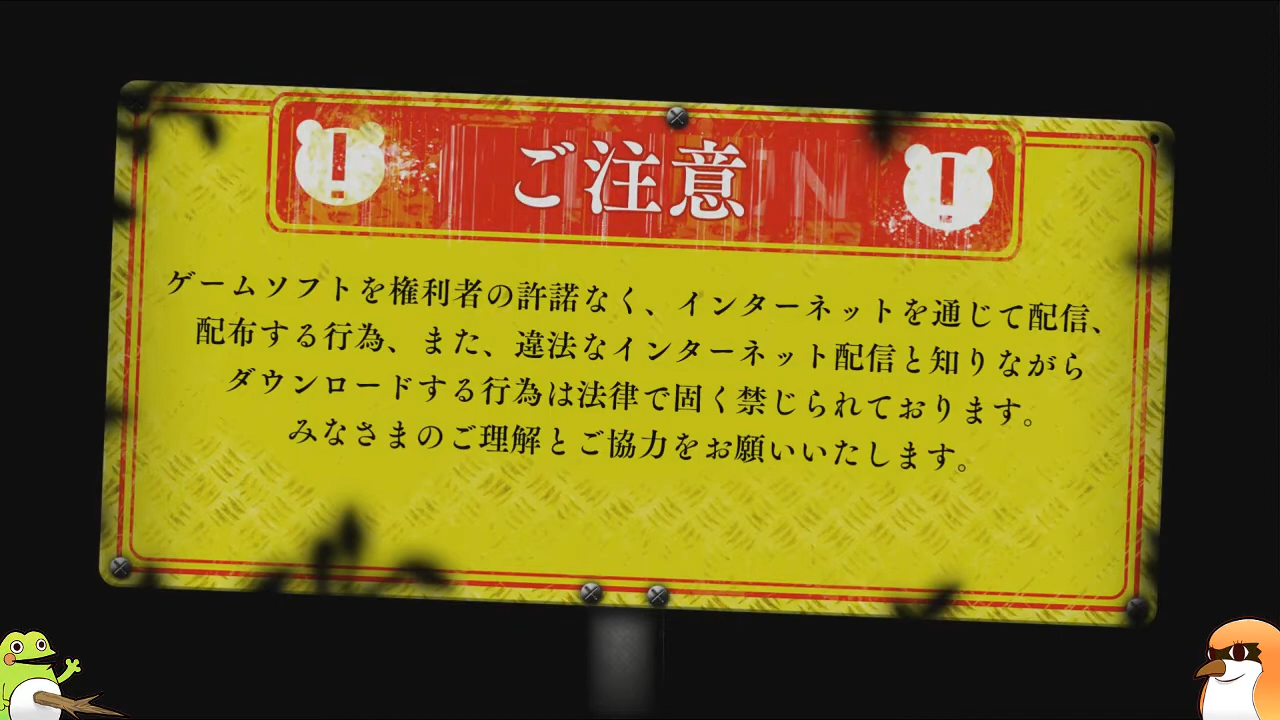 ご注意
ゲームソフトを権利者の許諾なく、インターネットを通じて配信、
配布する行為、また、違法なインターネット配信と知りながら
ダウンロードする行為は法律で固く禁じられております。
みなさまのご理解とご協力をお願いいたします。